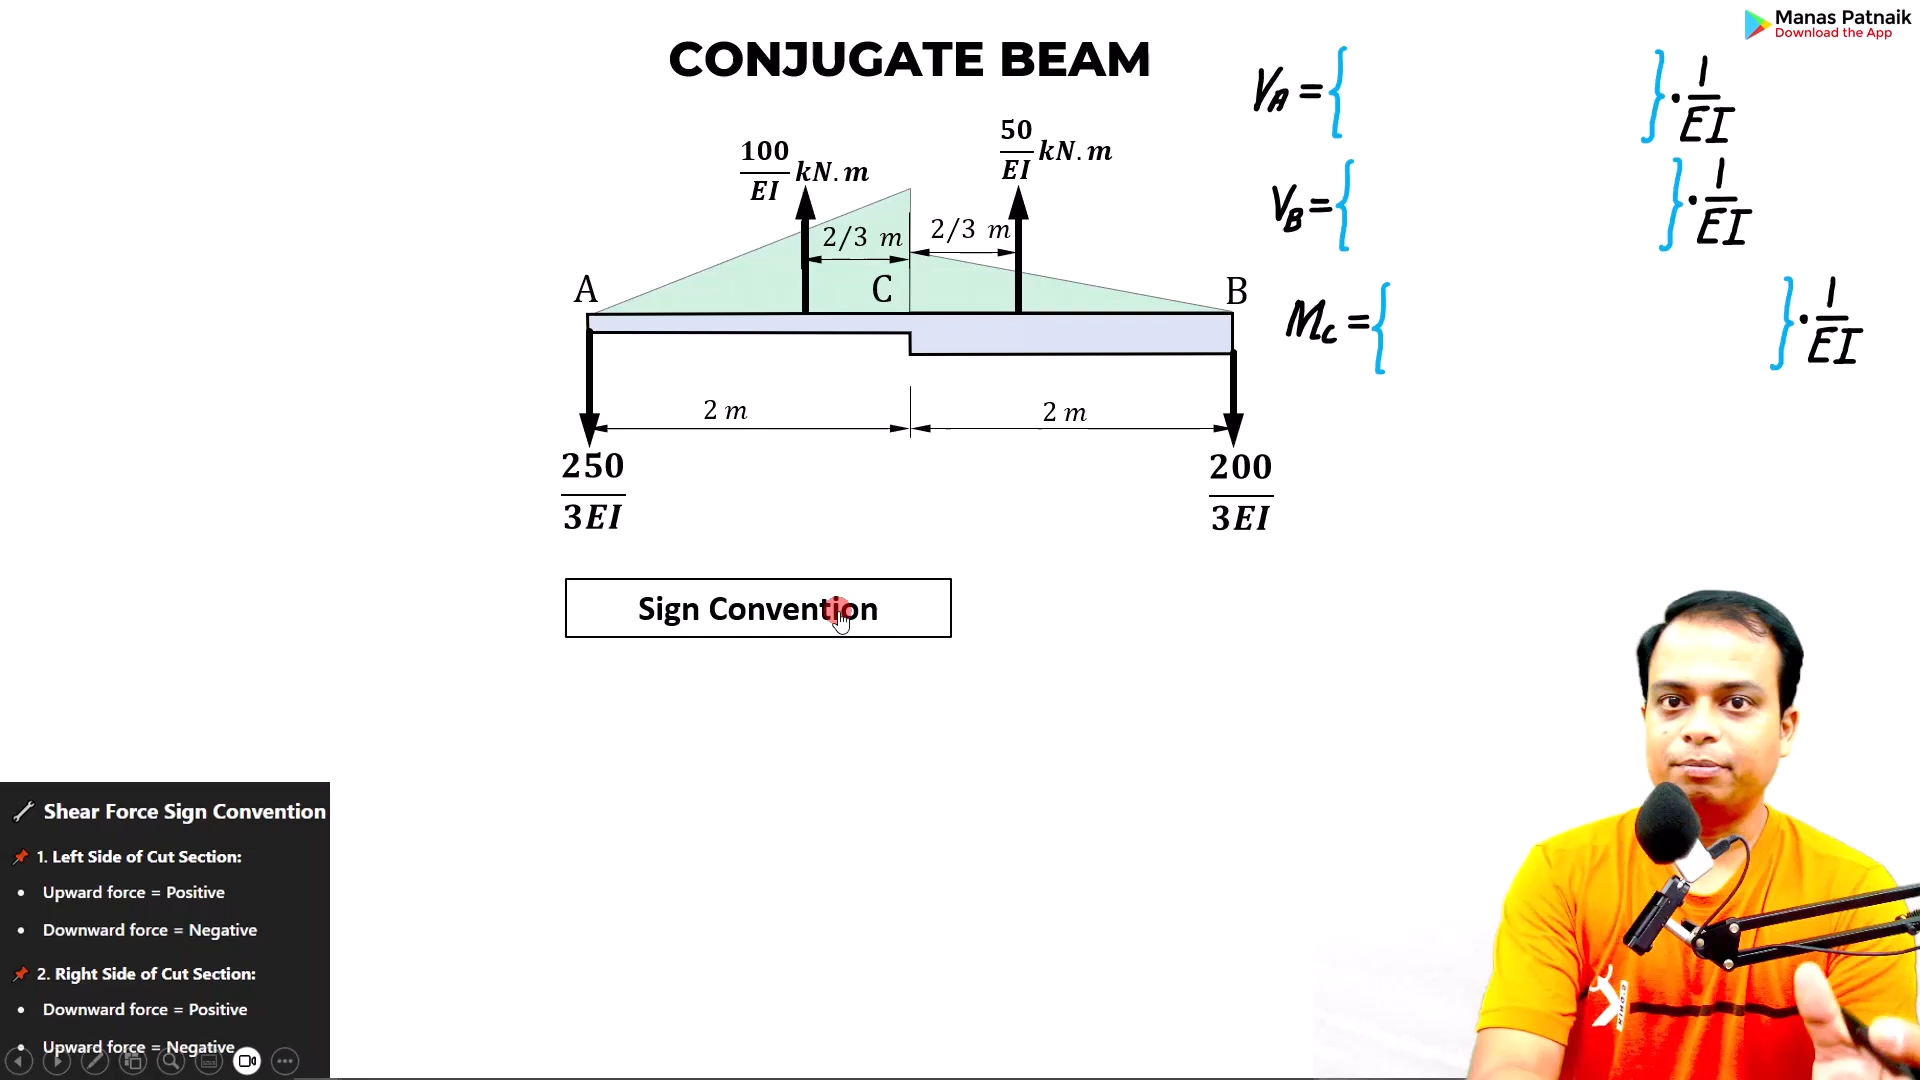 Manas Patnaik
Download the App
CONJUGATE BEAM
V_A = { } · 1/EI
V_B = { } · 1/EI
M_C = { } · 1/EI
100/EI kN.m
50/EI kN.m
2/3 m
2/3 m
A
C
B
2 m
2 m
250/3EI
200/3EI
Sign Convention
Shear Force Sign Convention
1. Left Side of Cut Section:
• Upward force = Positive
• Downward force = Negative
2. Right Side of Cut Section:
• Downward force = Positive
• Upward force = Negative